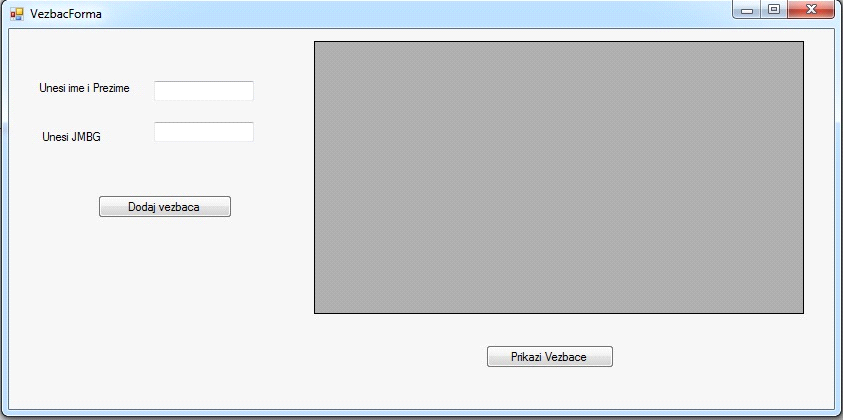 VezbacForma
Unesi ime i Prezime
Unesi JMBG
Dodaj vezbaca
Prikazi Vezbace